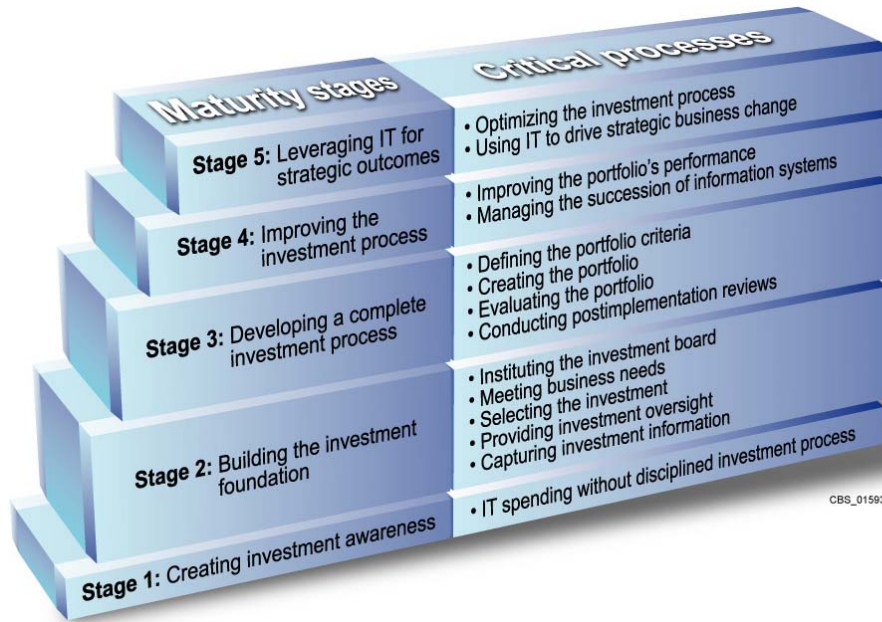 Maturity stages
Critical processes
Stage 5: Leveraging IT for
strategic outcomes
• Optimizing the investment process
• Using IT to drive strategic business change
Stage 4: Improving the
investment process
• Improving the portfolio's performance
• Managing the succession of information systems
Stage 3: Developing a complete
investment process
• Defining the portfolio criteria
• Creating the portfolio
• Evaluating the portfolio
• Conducting postimplementation reviews
Stage 2: Building the investment
foundation
• Instituting the investment board
• Meeting business needs
• Selecting the investment
• Providing investment oversight
• Capturing investment information
Stage 1: Creating investment awareness
• IT spending without disciplined investment process
CBS_01593